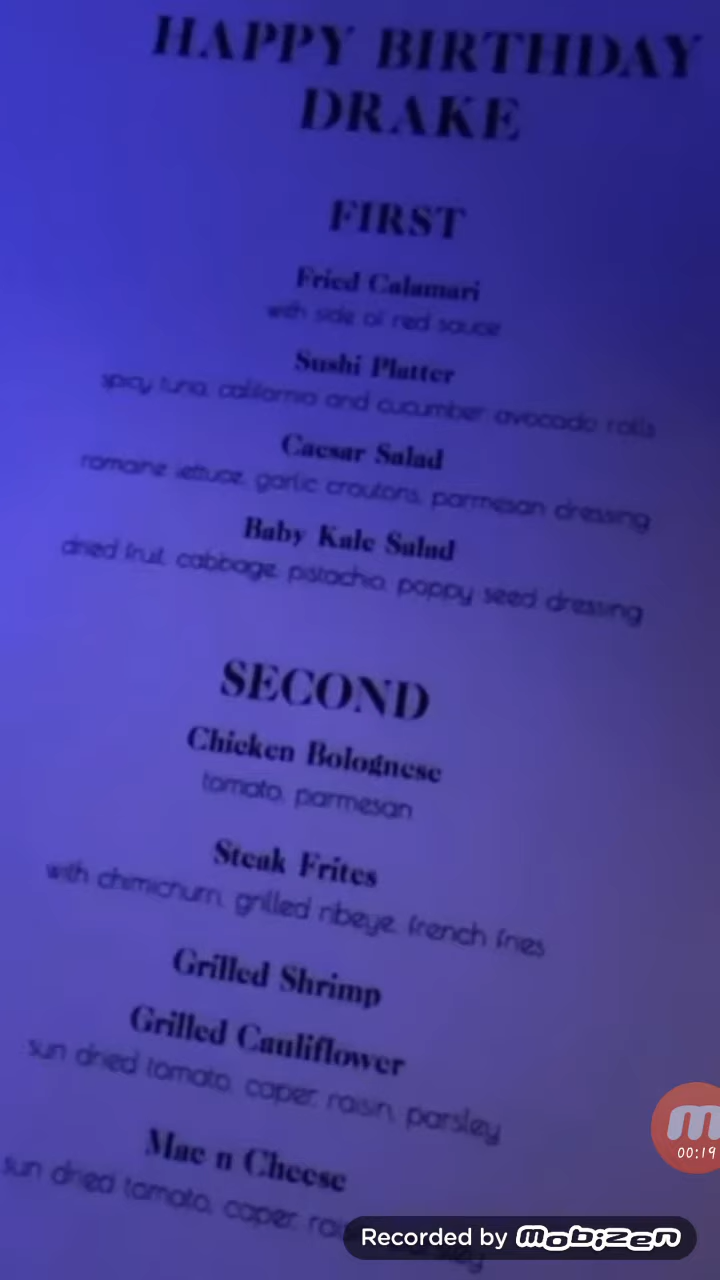 HAPPY BIRTHDAY
DRAKE
FIRST
Fried Calamari
with side of red sauce
Sushi Platter
spicy tuna, california and cucumber avocado rolls
Caesar Salad
romaine lettuce, garlic croutons, parmesan dressing
Baby Kale Salad
dried fruit, cabbage, pistachio, poppy seed dressing
SECOND
Chicken Bolognese
tomato, parmesan
Steak Frites
with chimichurri, grilled ribeye, french fries
Grilled Shrimp
Grilled Cauliflower
sun dried tomato, caper, raisin, parsley
Mac n Cheese
sun dried tomato, caper,
00:19
Recorded by mobizen